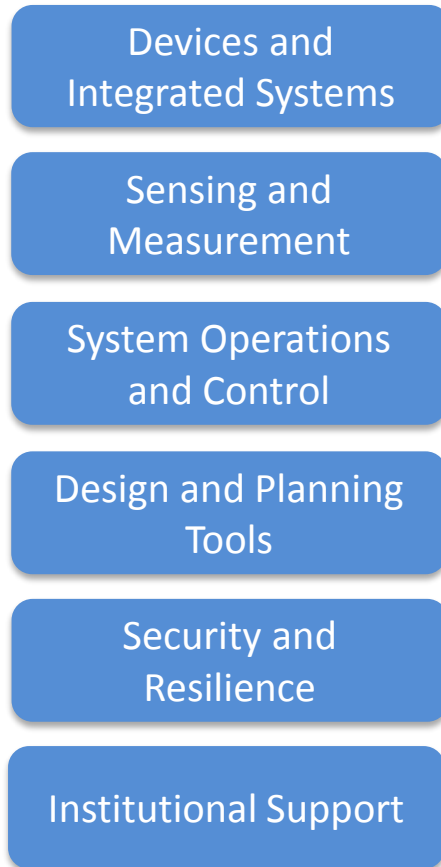 Devices and
Integrated Systems
Sensing and
Measurement
System Operations
and Control
Design and Planning
Tools
Security and
Resilience
Institutional Support